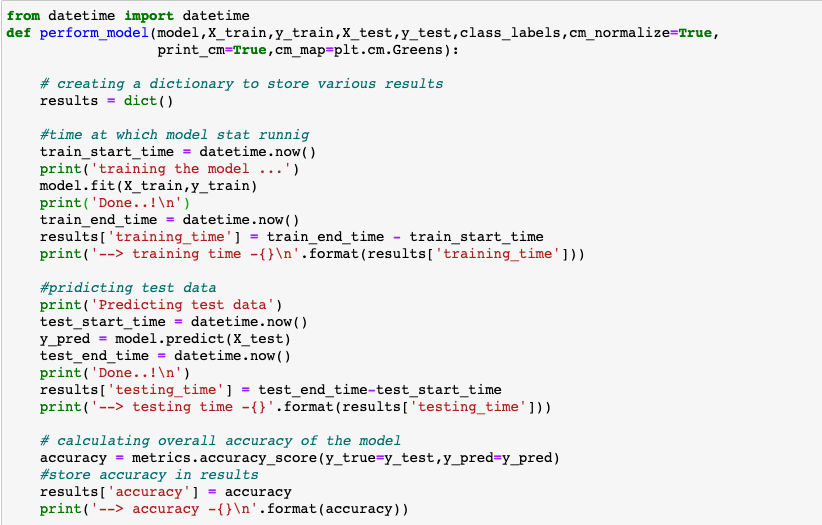 from datetime import datetime
def perform_model(model,X_train,y_train,X_test,y_test,class_labels,cm_normalize=True,
                  print_cm=True,cm_map=plt.cm.Greens):

    # creating a dictionary to store various results
    results = dict()

    #time at which model stat runnig
    train_start_time = datetime.now()
    print('training the model ...')
    model.fit(X_train,y_train)
    print('Done..!\n')
    train_end_time = datetime.now()
    results['training_time'] = train_end_time - train_start_time
    print('--> training time -{}\n'.format(results['training_time']))

    #pridicting test data
    print('Predicting test data')
    test_start_time = datetime.now()
    y_pred = model.predict(X_test)
    test_end_time = datetime.now()
    print('Done..!\n')
    results['testing_time'] = test_end_time-test_start_time
    print('--> testing time -{}'.format(results['testing_time']))

    # calculating overall accuracy of the model
    accuracy = metrics.accuracy_score(y_true=y_test,y_pred=y_pred)
    #store accuracy in results
    results['accuracy'] = accuracy
    print('--> accuracy -{}\n'.format(accuracy))